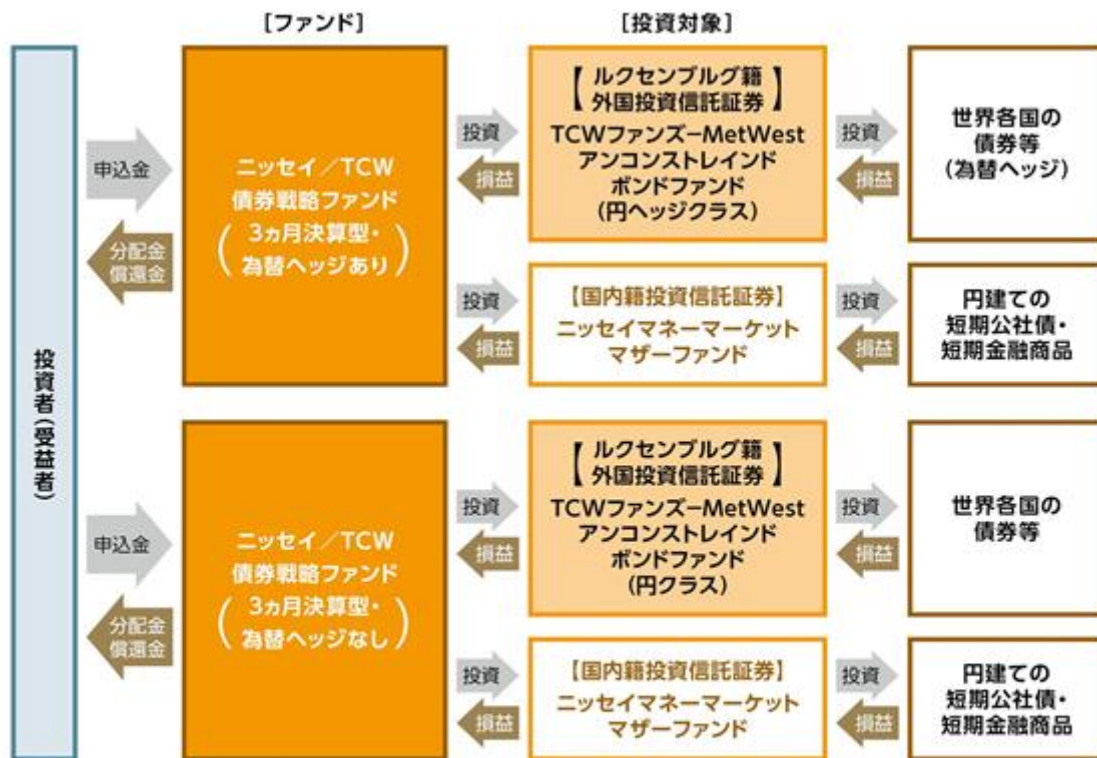 [ファンド]
[投資対象]
投資者(受益者)
申込金
分配金
償還金
ニッセイ/TCW
債券戦略ファンド
(3ヵ月決算型・
為替ヘッジあり)
投資
損益
【ルクセンブルグ籍
外国投資信託証券】
TCWファンズーMetWest
アンコンストレインド
ボンドファンド
(円ヘッジクラス)
投資
損益
世界各国の
債券等
(為替ヘッジ)
投資
損益
【国内籍投資信託証券】
ニッセイマネーマーケット
マザーファンド
投資
損益
円建ての
短期公社債・
短期金融商品
申込金
分配金
償還金
ニッセイ/TCW
債券戦略ファンド
(3ヵ月決算型・
為替ヘッジなし)
投資
損益
【ルクセンブルグ籍
外国投資信託証券】
TCWファンズーMetWest
アンコンストレインド
ボンドファンド
(円クラス)
投資
損益
世界各国の
債券等
投資
損益
【国内籍投資信託証券】
ニッセイマネーマーケット
マザーファンド
投資
損益
円建ての
短期公社債・
短期金融商品